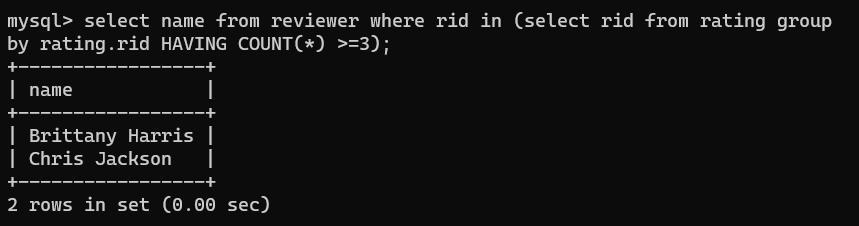 mysql> select name from reviewer where rid in (select rid from rating group
by rating.rid HAVING COUNT(*) >=3);
+-----------------+
| name            |
+-----------------+
| Brittany Harris |
| Chris Jackson   |
+-----------------+
2 rows in set (0.00 sec)